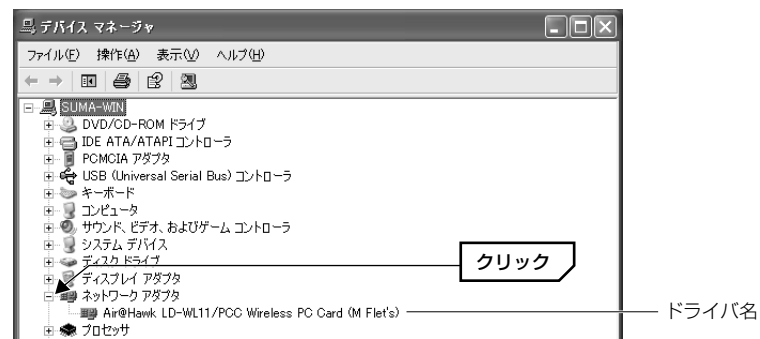 デバイス マネージャ
ファイル(F) 操作(A) 表示(V) ヘルプ(H)
SUMA-WIN
DVD/CD-ROM ドライブ
IDE ATA/ATAPI コントローラ
PCMCIA アダプタ
USB (Universal Serial Bus) コントローラ
キーボード
コンピュータ
サウンド、ビデオ、およびゲーム コントローラ
システム デバイス
ディスク ドライブ
クリック
ディスプレイ アダプタ
ネットワーク アダプタ
Air@Hawk LD-WL11/PCC Wireless PC Card (M Flet's)
ドライバ名
プロセッサ